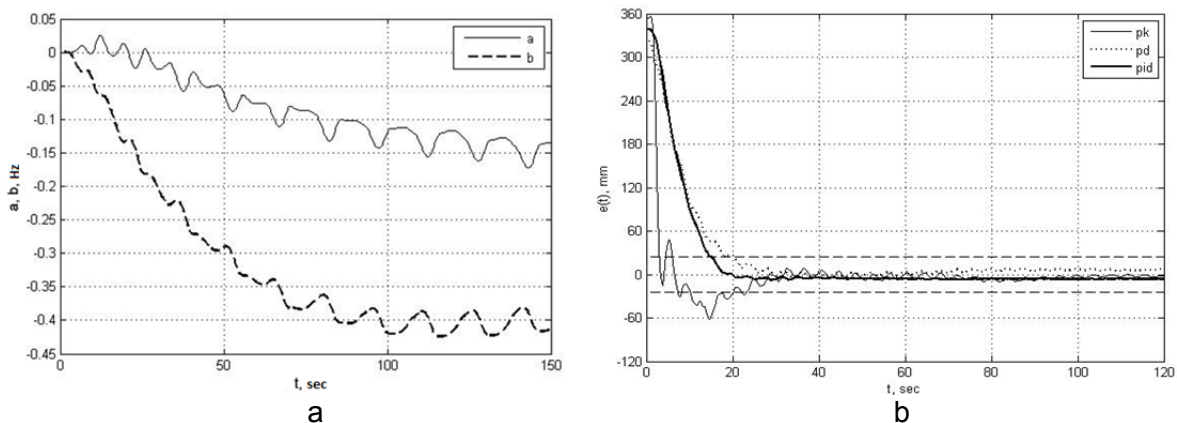 0.05
0
-0.05
-0.1
-0.15
-0.2
-0.25
-0.3
-0.35
-0.4
-0.45
a, b, Hz
0
50
100
150
t, sec
a
b
a
360
300
240
180
120
60
0
-60
-120
e(t), mm
0
20
40
60
80
100
120
t, sec
pk
pd
pid
b